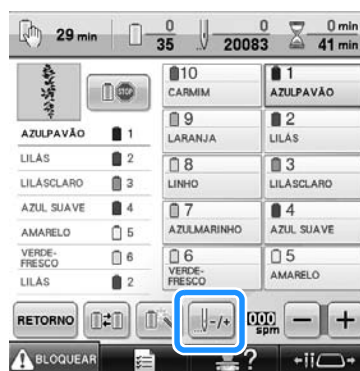 29 min 0 35 0 20083 0 min 41 min
STOP
AZULPAVÃO 1
LILÁS 2
LILÁSCLARO 3
AZUL SUAVE 4
AMARELO 5
VERDE-
FRESCO 6
LILÁS 2
10 CARMIM
1 AZULPAVÃO
9 LARANJA
2 LILÁS
8 LINHO
3 LILÁSCLARO
7 AZULMARINHO
4 AZUL SUAVE
6 VERDE-
FRESCO
5 AMARELO
RETORNO -/+ 000 spm - +
BLOQUEAR ?